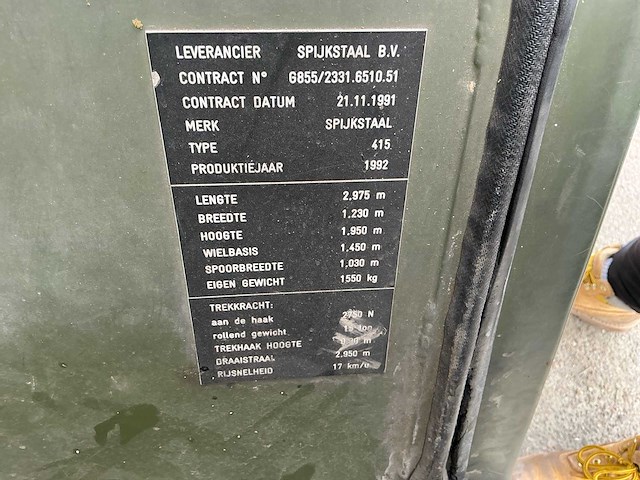 LEVERANCIER SPIJKSTAAL B.V.
CONTRACT N° G855/2331.6510.51
CONTRACT DATUM 21.11.1991
MERK SPIJKSTAAL
TYPE 415
PRODUKTIEJAAR 1992
LENGTE 2.975 m
BREEDTE 1.230 m
HOOGTE 1.950 m
WIELBASIS 1.450 m
SPOORBREEDTE 1.030 m
EIGEN GEWICHT 1550 kg
TREKKRACHT:
aan de haak N
rollend gewicht
TREKHAAK HOOGTE m
DRAAISTRAAL 2.950 m
RIJSNELHEID 17 km/u